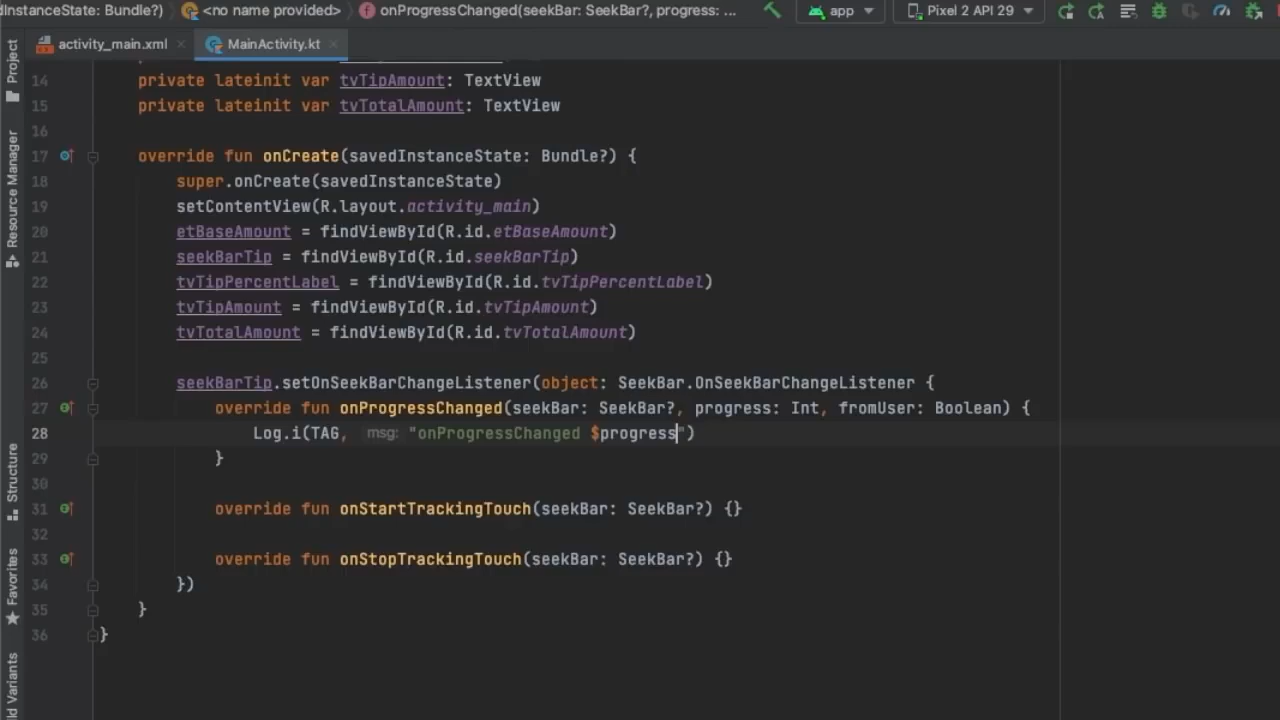 dInstanceState: Bundle?) <no name provided> onProgressChanged(seekBar: SeekBar?, progress: ... app Pixel 2 API 29
activity_main.xml MainActivity.kt
Project
Resource Manager
Structure
Favorites
ld Variants
14 private lateinit var tvTipAmount: TextView
15 private lateinit var tvTotalAmount: TextView
16
17 override fun onCreate(savedInstanceState: Bundle?) {
18 super.onCreate(savedInstanceState)
19 setContentView(R.layout.activity_main)
20 etBaseAmount = findViewById(R.id.etBaseAmount)
21 seekBarTip = findViewById(R.id.seekBarTip)
22 tvTipPercentLabel = findViewById(R.id.tvTipPercentLabel)
23 tvTipAmount = findViewById(R.id.tvTipAmount)
24 tvTotalAmount = findViewById(R.id.tvTotalAmount)
25
26 seekBarTip.setOnSeekBarChangeListener(object: SeekBar.OnSeekBarChangeListener {
27 override fun onProgressChanged(seekBar: SeekBar?, progress: Int, fromUser: Boolean) {
28 Log.i(TAG, msg: "onProgressChanged $progress")
29 }
30
31 override fun onStartTrackingTouch(seekBar: SeekBar?) {}
32
33 override fun onStopTrackingTouch(seekBar: SeekBar?) {}
34 })
35 }
36 }